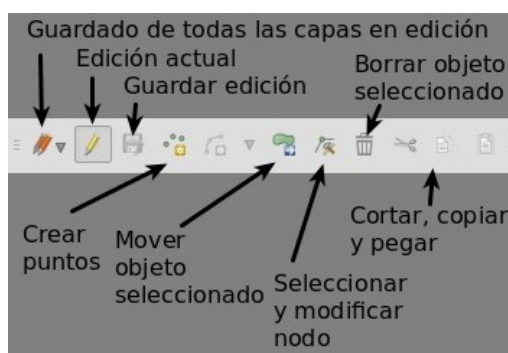 Guardado de todas las capas en edición
Edición actual
Guardar edición
Borrar objeto
seleccionado
Crear
puntos
Mover
objeto
seleccionado
Seleccionar
y modificar
nodo
Cortar, copiar
y pegar